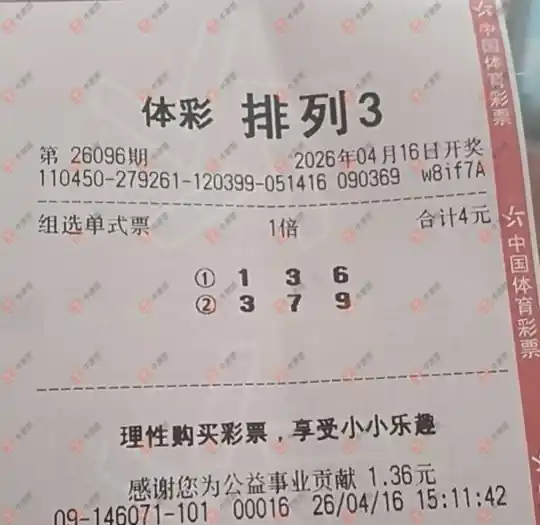 体彩 排列3
第 26096期 2026年04月16日开奖
110450-279261-120399-051416 090369 w8if7A
组选单式票 1倍 合计4元
① 1 3 6
② 3 7 9
理性购买彩票，享受小小乐趣
感谢您为公益事业贡献 1.36元
09-146071-101 00016 26/04/16 15:11:42
中国体育彩票
中国体育彩票